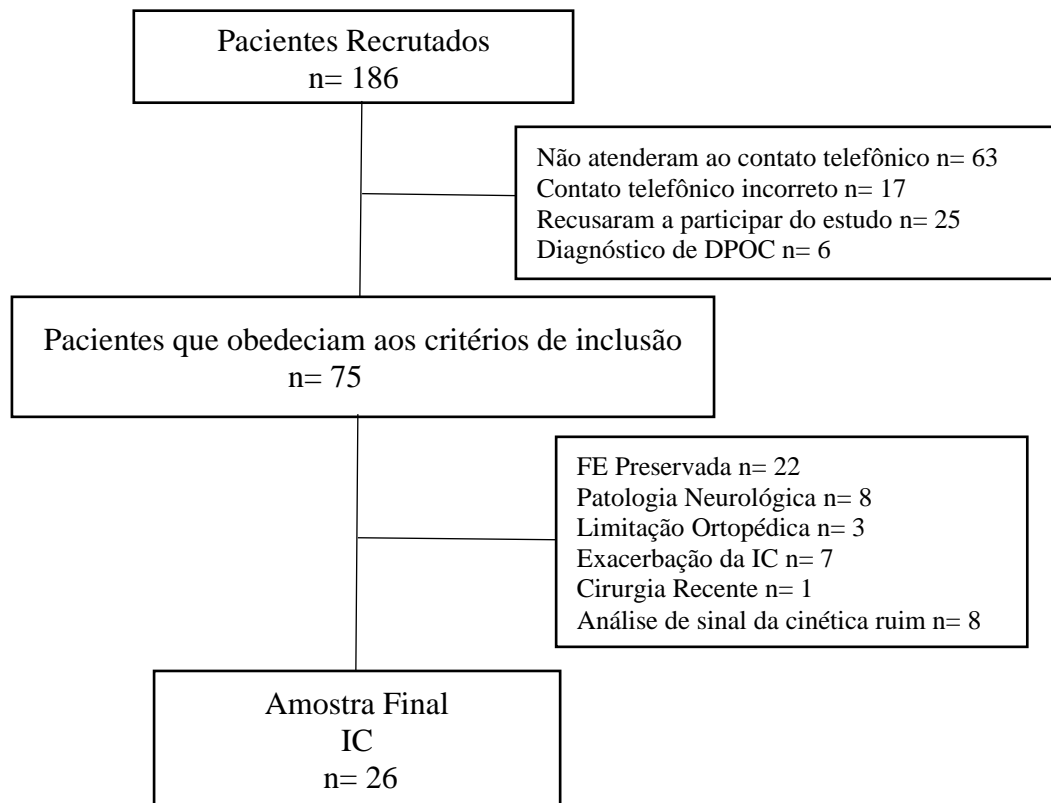 Pacientes Recrutados
n= 186
Não atenderam ao contato telefônico n= 63
Contato telefônico incorreto n= 17
Recusaram a participar do estudo n= 25
Diagnóstico de DPOC n= 6
Pacientes que obedeciam aos critérios de inclusão
n= 75
FE Preservada n= 22
Patologia Neurológica n= 8
Limitação Ortopédica n= 3
Exacerbação da IC n= 7
Cirurgia Recente n= 1
Análise de sinal da cinética ruim n= 8
Amostra Final
IC
n= 26